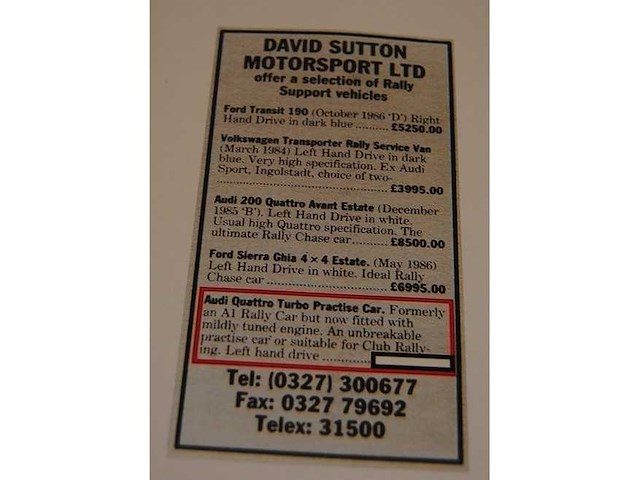 DAVID SUTTON
MOTORSPORT LTD
offer a selection of Rally
Support vehicles
Ford Transit 190 (October 1986 'D') Right
Hand Drive in dark blue .......... £5250.00
Volkswagen Transporter Rally Service Van
(March 1984) Left Hand Drive in dark
blue. Very high specification. Ex Audi
Sport, Ingolstadt, choice of two-
.................................................. £3995.00
Audi 200 Quattro Avant Estate (December
1985 'B'). Left Hand Drive in white.
Usual high Quattro specification. The
ultimate Rally Chase car.......... £8500.00
Ford Sierra Ghia 4 × 4 Estate. (May 1986)
Left Hand Drive in white. Ideal Rally
Chase car .................................. £6995.00
Audi Quattro Turbo Practise Car. Formerly
an A1 Rally Car but now fitted with
mildly tuned engine. An unbreakable
'practise car' or suitable for Club Rally-
ing. Left hand drive ..............
Tel: (0327) 300677
Fax: 0327 79692
Telex: 31500